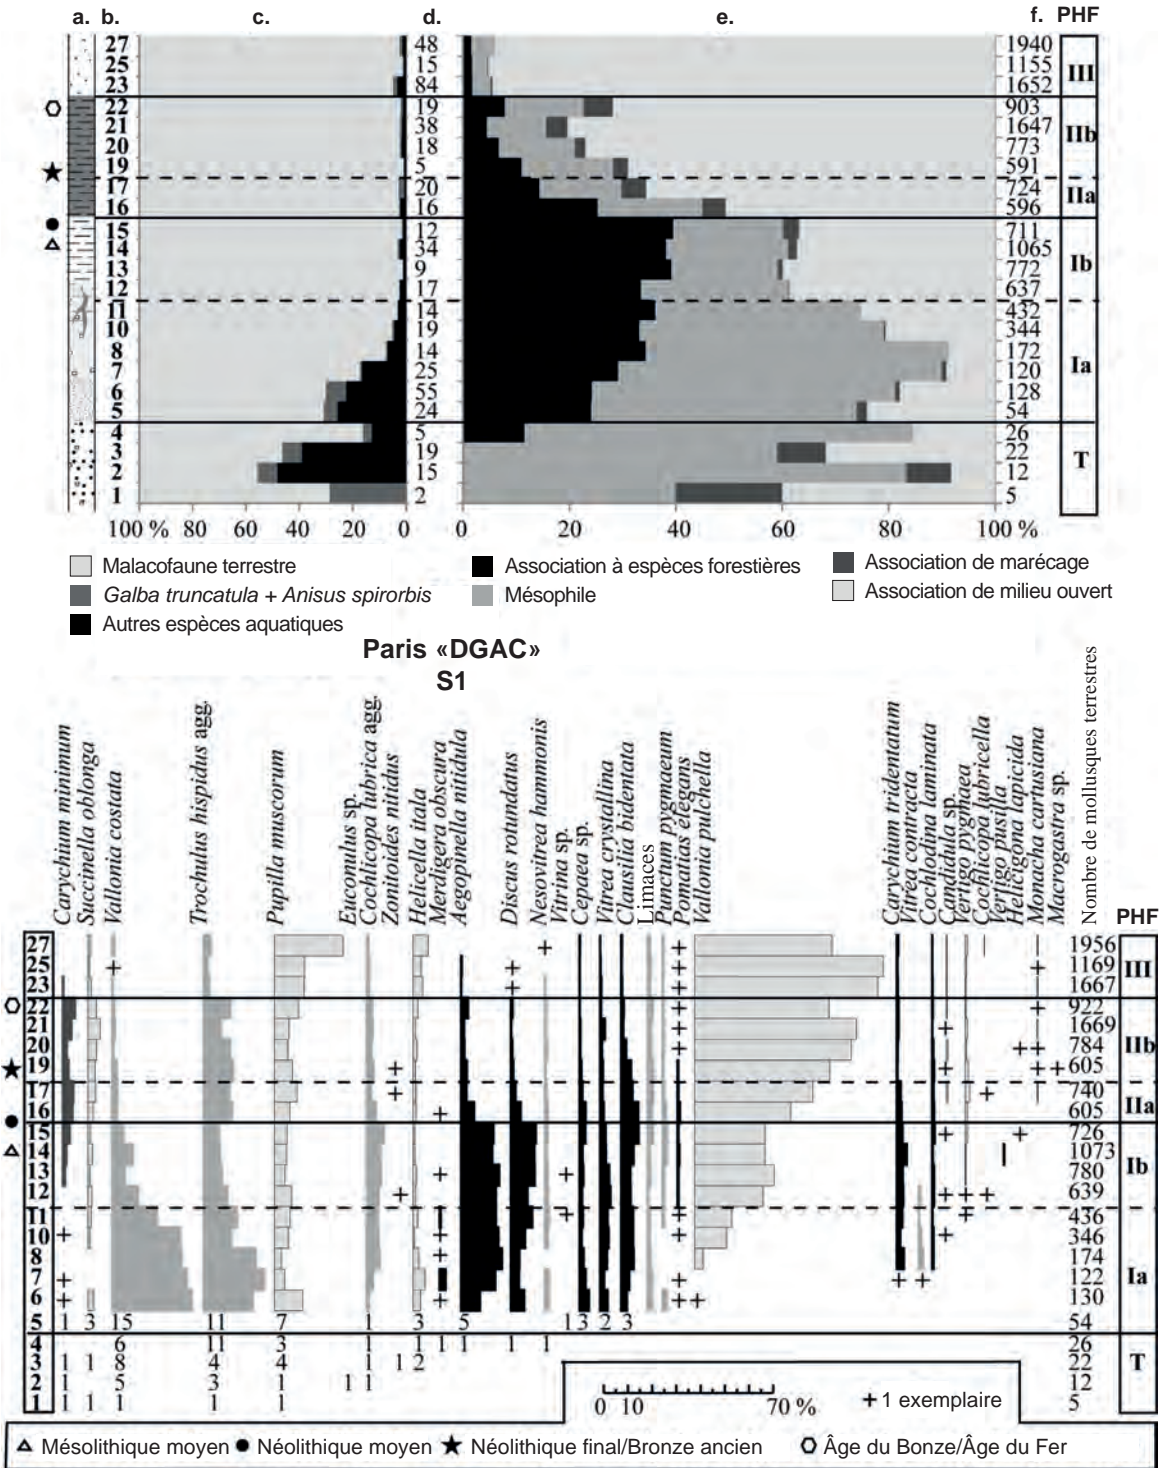 a. b. c. d. e. f. PHF
27 48 1940
25 15 1155
23 84 1652 III
22 19 903
21 38 1647 IIb
20 18 773
19 5 591
17 20 724 IIa
16 16 596
15 12 711
14 34 1065 Ib
13 9 772
12 17 637
11 14 432
10 19 344
8 14 172 Ia
7 25 120
6 55 128
5 24 54
4 5 26
3 19 22 T
2 15 12
1 2 5
100 % 80 60 40 20 0 0 20 40 60 80 100 %
Malacofaune terrestre
Galba truncatula + Anisus spirorbis
Autres espèces aquatiques
Association à espèces forestières
Mésophile
Association de marécage
Association de milieu ouvert
Paris «DGAC»
S1
Carychium minimum
Succinella oblonga
Vallonia costata
Trochulus hispidus agg.
Pupilla muscorum
Euconulus sp.
Cochlicopa lubrica agg.
Zonitoides nitidus
Helicella itala
Merdigera obscura
Aegopinella nitidula
Discus rotundatus
Nesovitrea hammonis
Vitrina sp.
Cepaea sp.
Vitrea crystallina
Clausilia bidentata
Limaces
Punctum pygmaeum
Pomatias elegans
Vallonia pulchella
Carychium tridentatum
Vitrea contracta
Cochlodina laminata
Candidula sp.
Vertigo pygmaea
Cochlicopa lubricella
Vertigo pusilla
Helicigona lapicida
Monacha cartusiana
Macrogastra sp.
Nombre de mollusques terrestres
PHF
27 + + 1956
25 + + + + 1169 III
23 + + 1667
22 + + 922
21 + + 1669
20 + + + 784 IIb
19 + + + + 605
17 + + 740 IIa
16 + 605
15 + + 726
14 1073 Ib
13 + + 780
12 + + + + 639
11 + + + 436
10 + + + + 346
8 + 174 Ia
7 + + + + 122
6 + + + + 130
5 1 3 15 11 7 1 3 5 1 3 2 3 54
4 6 11 3 1 1 1 1 1 1 26
3 1 1 8 4 4 1 1 2 22 T
2 1 5 3 1 1 1 12
1 1 1 1 1 1 5
0 10 70 %
+ 1 exemplaire
Mésolithique moyen Néolithique moyen Néolithique final/Bronze ancien Âge du Bonze/Âge du Fer